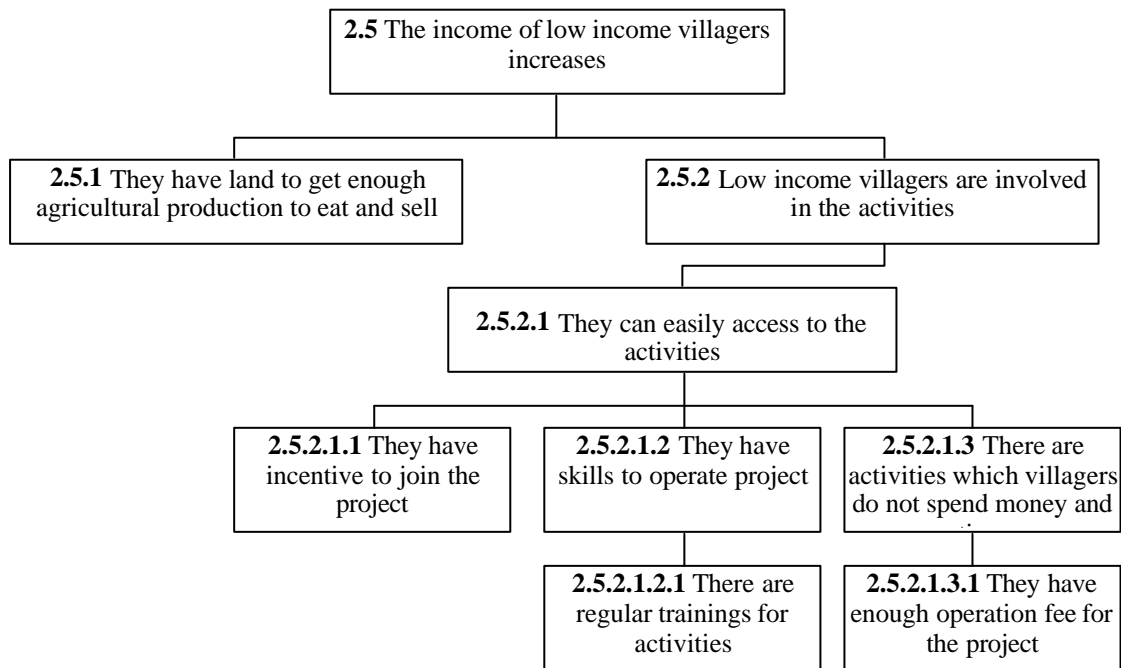 2.5 The income of low income villagers
increases
2.5.1 They have land to get enough
agricultural production to eat and sell
2.5.2 Low income villagers are involved
in the activities
2.5.2.1 They can easily access to the
activities
2.5.2.1.1 They have
incentive to join the
project
2.5.2.1.2 They have
skills to operate project
2.5.2.1.3 There are
activities which villagers
do not spend money and
2.5.2.1.2.1 There are
regular trainings for
activities
2.5.2.1.3.1 They have
enough operation fee for
the project